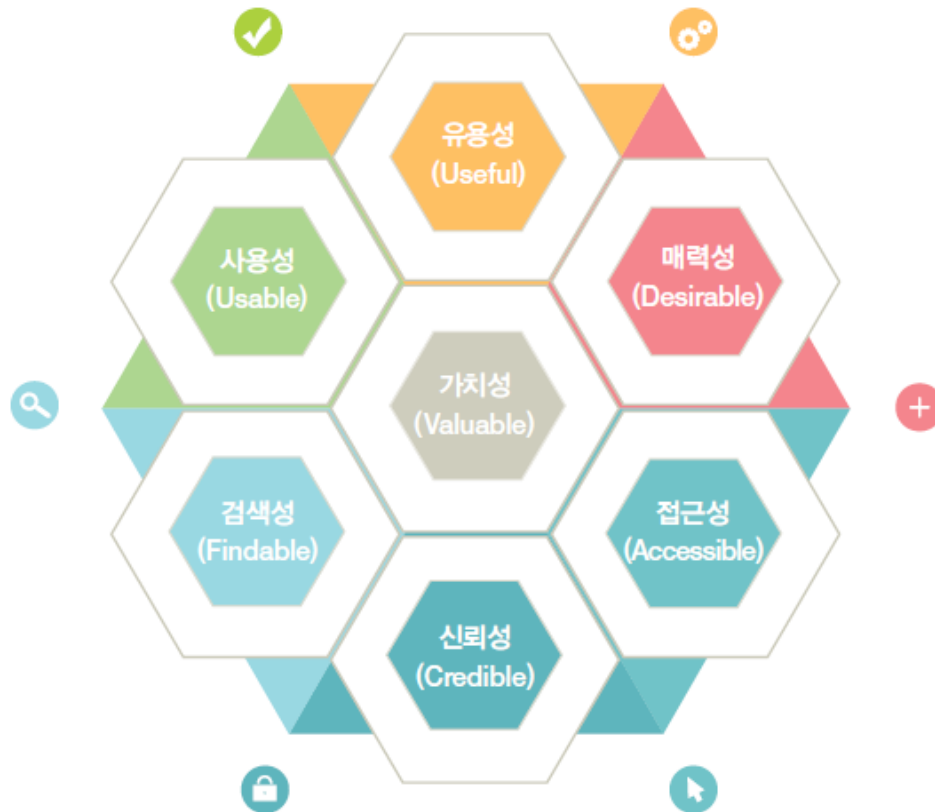 유용성
(Useful)
사용성
(Usable)
매력성
(Desirable)
가치성
(Valuable)
검색성
(Findable)
접근성
(Accessible)
신뢰성
(Credible)